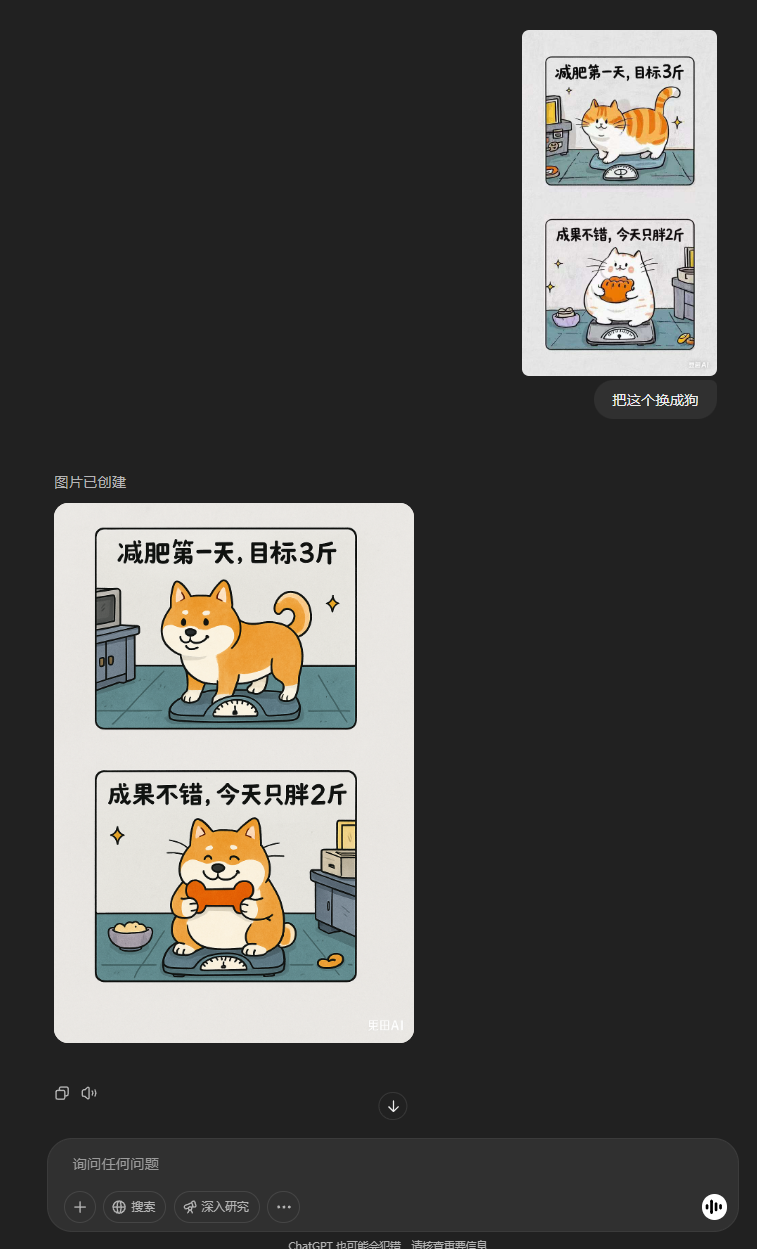 减肥第一天，目标3斤
成果不错，今天只胖2斤
把这个换成狗
图片已创建
减肥第一天，目标3斤
成果不错，今天只胖2斤
询问任何问题
搜索
深入研究
ChatGPT 也可能会犯错。请核查重要信息